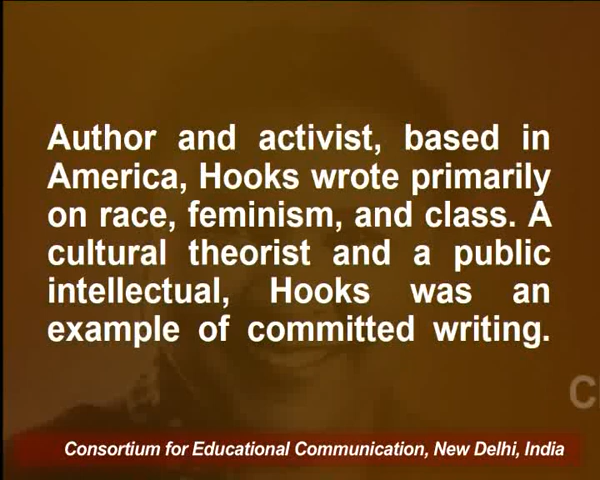 Author and activist, based in
America, Hooks wrote primarily
on race, feminism, and class. A
cultural theorist and a public
intellectual, Hooks was an
example of committed writing.
C
Consortium for Educational Communication, New Delhi, India